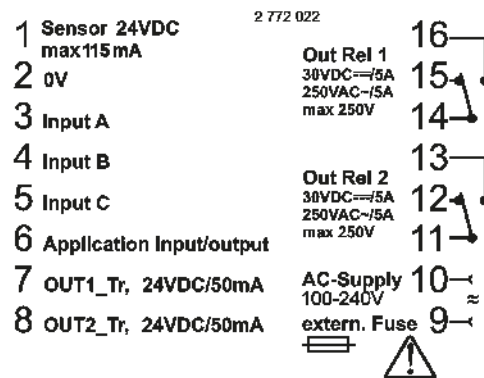 2 772 022
1 Sensor 24VDC
max115mA
2 0V
3 Input A
4 Input B
5 Input C
6 Application Input/output
7 OUT1_Tr, 24VDC/50mA
8 OUT2_Tr, 24VDC/50mA
16
Out Rel 1
30VDC⎓/5A 15
250VAC~/5A
max 250V 14
13
Out Rel 2
30VDC⎓/5A 12
250VAC~/5A
max 250V 11
AC-Supply 10
100-240V ≈
extern. Fuse 9
!